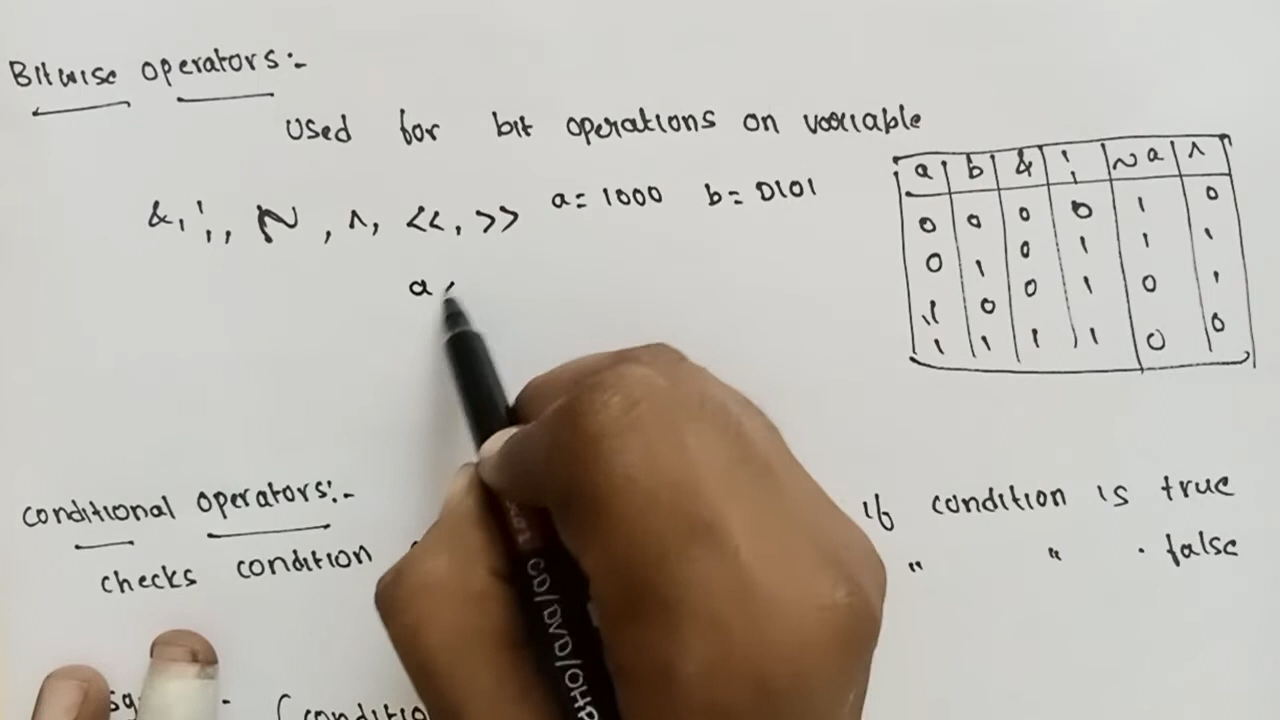 Bitwise operators:-
Used for bit operations on variable
&, ¦, ~, ^, <<, >> a = 1000 b = 0101
a
a b & ¦ ~a ^
0 0 0 0 1 0
0 1 0 1 1 1
1 0 0 1 0 1
1 1 1 1 0 0
conditional operators:-
checks condition if condition is true
" " . false
(conditio